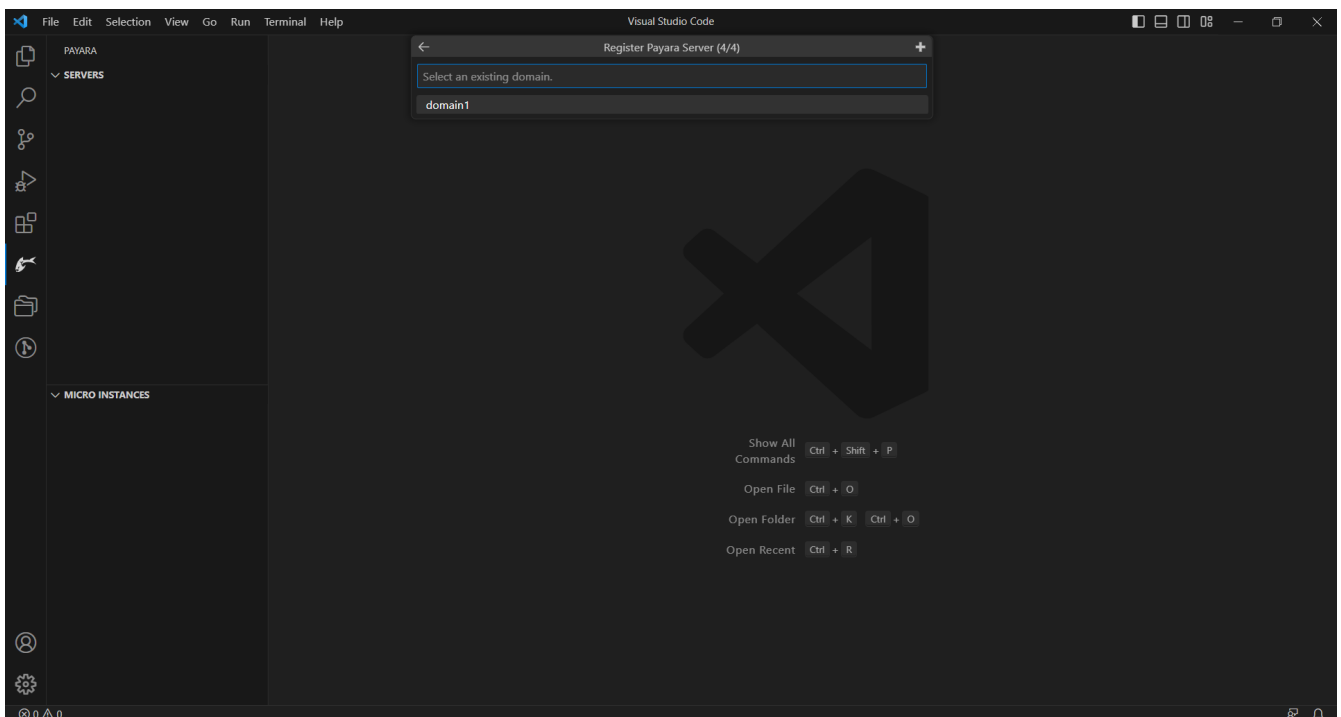 File Edit Selection View Go Run Terminal Help
Visual Studio Code
PAYARA
SERVERS
Register Payara Server (4/4)
Select an existing domain.
domain1
MICRO INSTANCES
Show All Commands Ctrl + Shift + P
Open File Ctrl + O
Open Folder Ctrl + K Ctrl + O
Open Recent Ctrl + R
0 0